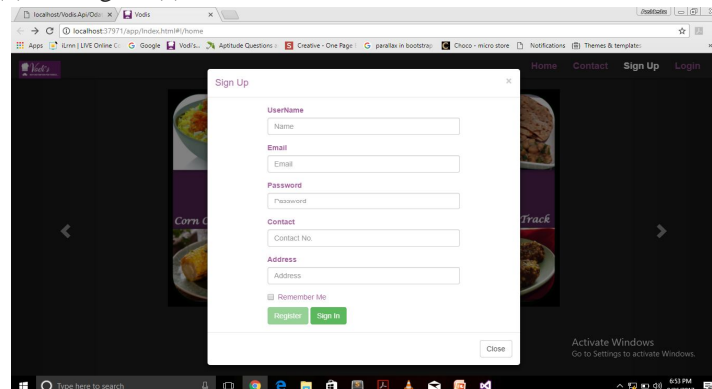 localhost/Vodis.Api/Oda
Vodis
localhost:37971/app/Index.html#!/home
Apps
iLrnn | LIVE Online Co
Google
Vodi's...
Aptitude Questions
Creative - One Page
parallax in bootstrap
Choco - micro store
Notifications
Themes & templates
Vodi's
Home Contact Sign Up Login
Sign Up
×
UserName
Name
Email
Email
Password
Password
Contact
Contact No.
Address
Address
Remember Me
Register Sign In
Close
Corn C
Track
Activate Windows
Go to Settings to activate Windows.
Type here to search
6:53 PM